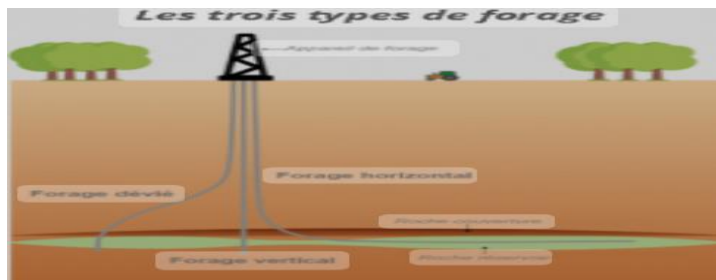 Les trois types de forage
Appareil de forage
Forage horizontal
Forage dévié
Roche couverture
Roche réservoir
Forage vertical